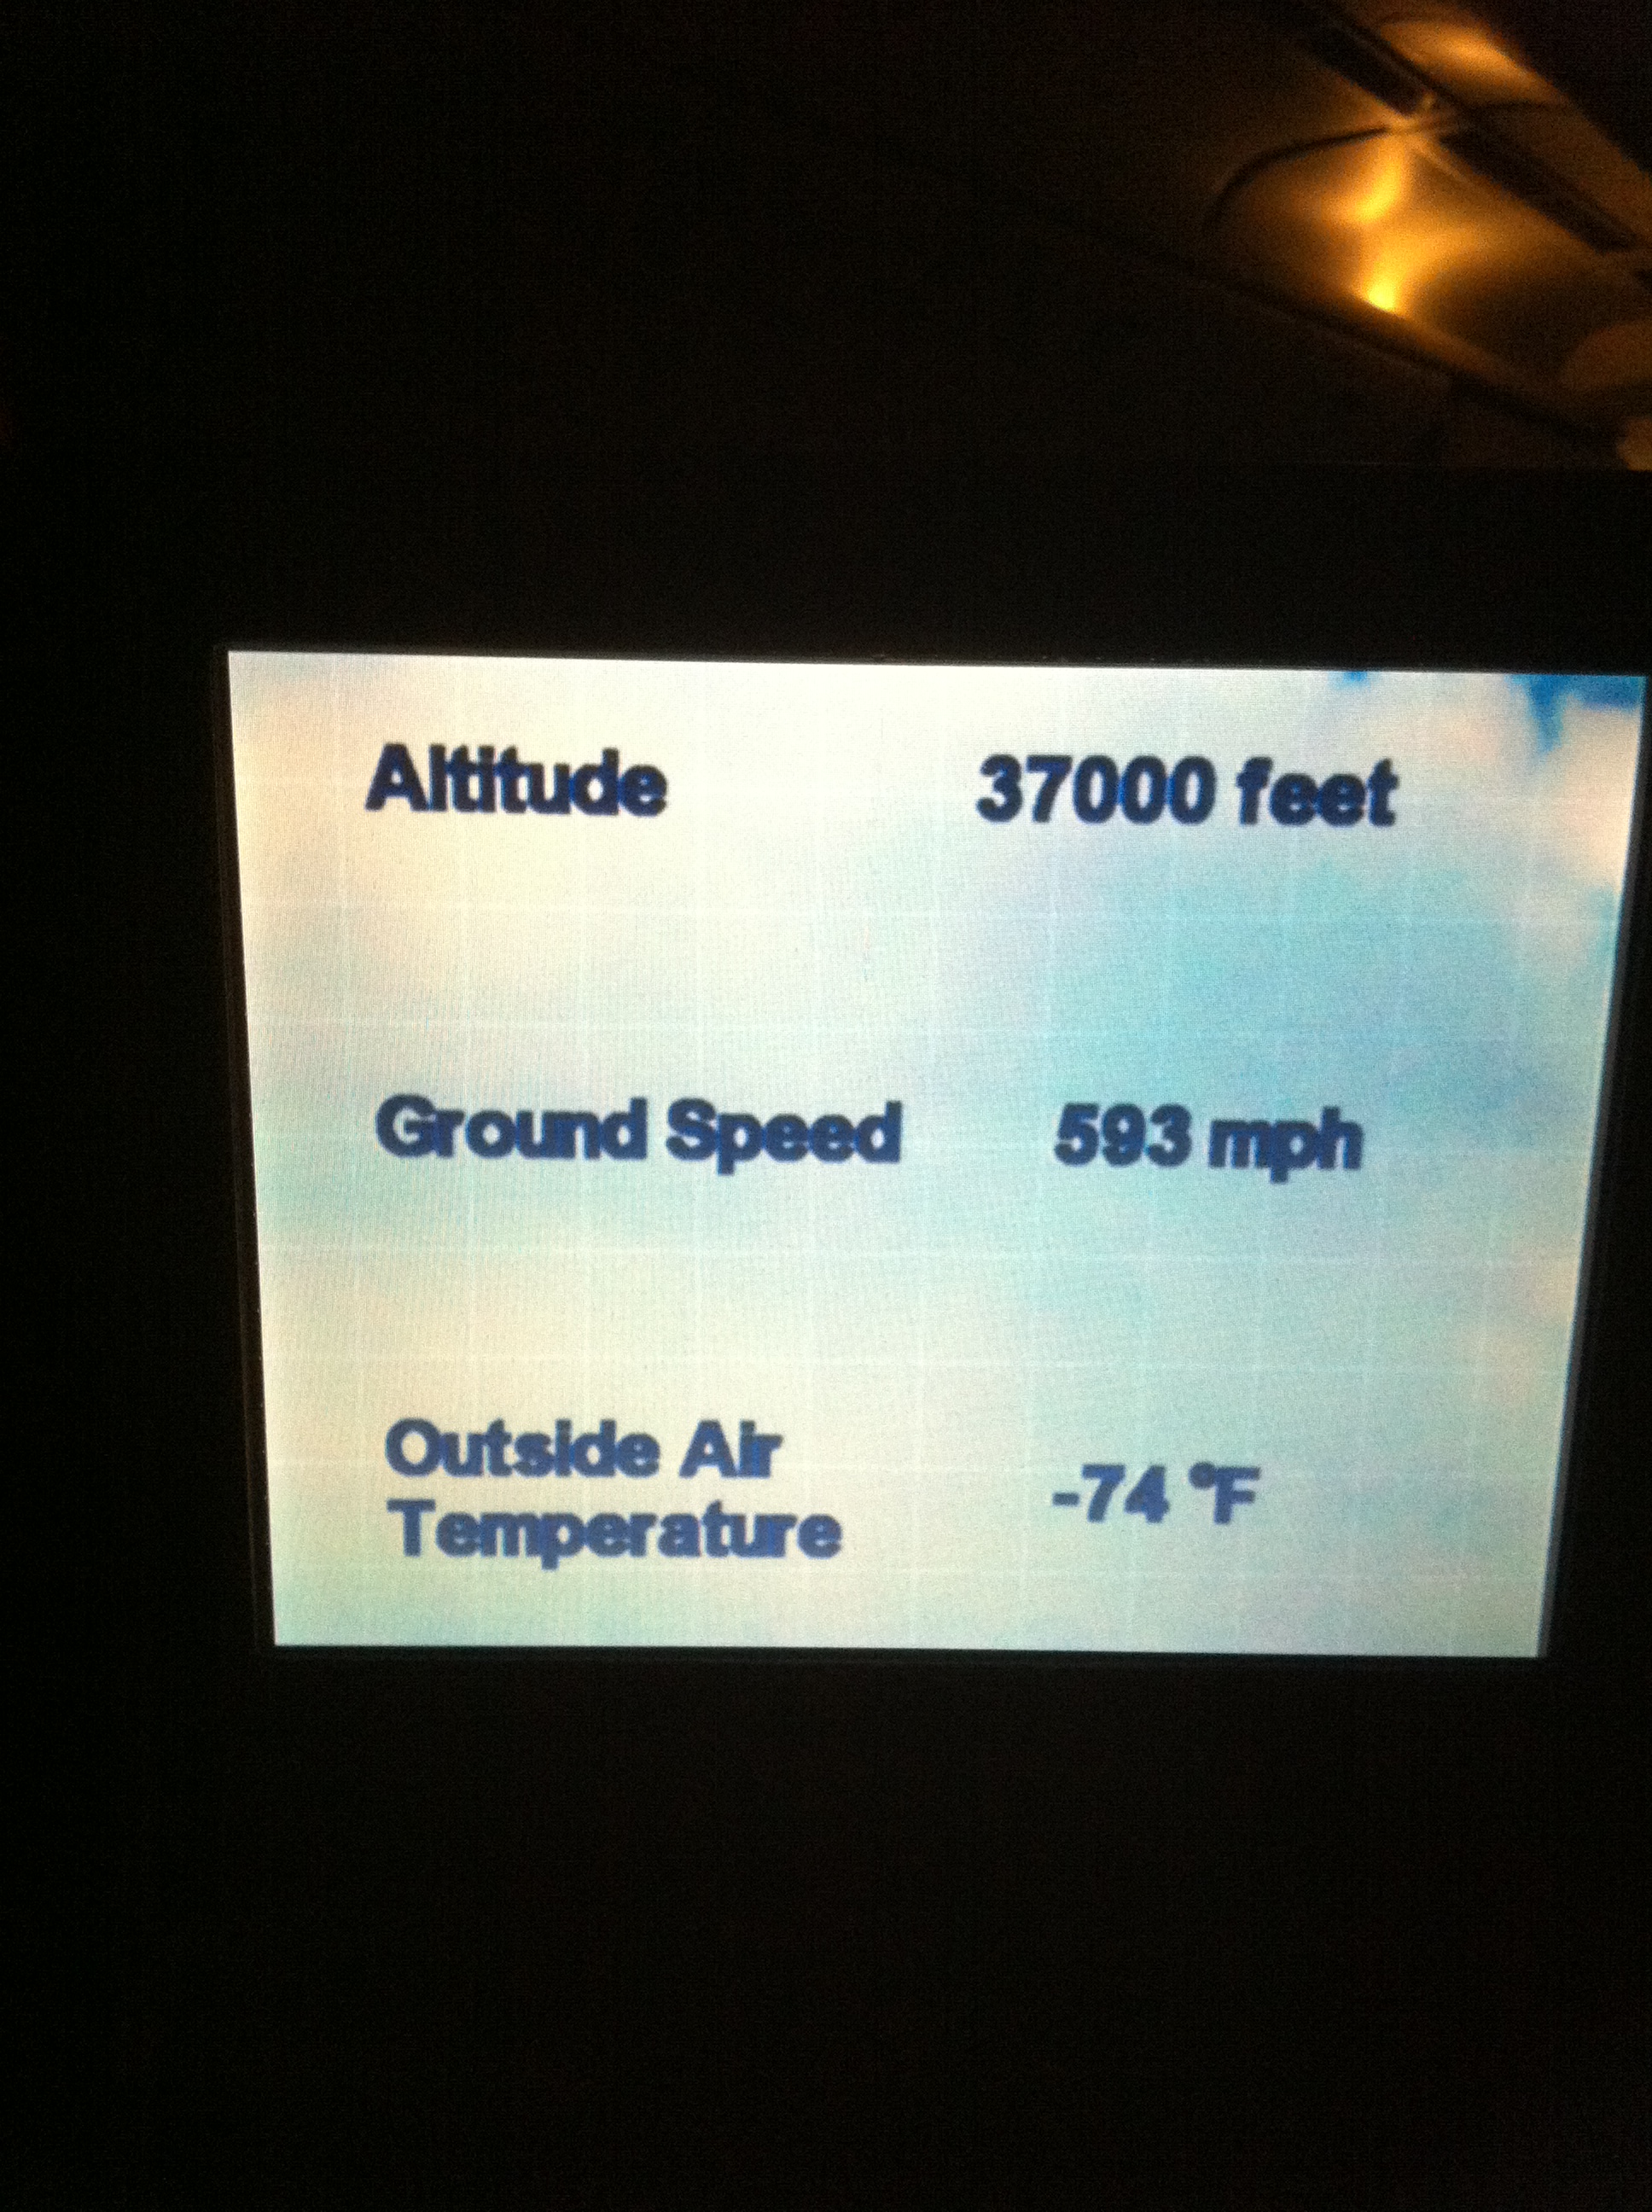 Altitude 37000 feet
Ground Speed 593 mph
Outside Air
Temperature -74 °F